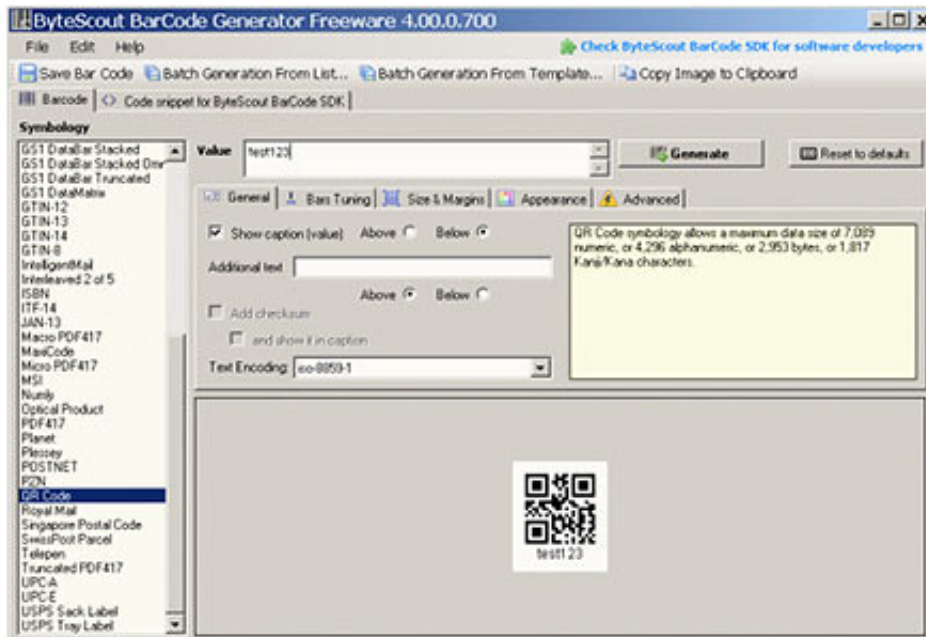 ByteScout BarCode Generator Freeware 4.00.0.700
File Edit Help
Check ByteScout BarCode SDK for software developers
Save Bar Code Batch Generation From List... Batch Generation From Template... Copy Image to Clipboard
Barcode <> Code snippet for ByteScout BarCode SDK
Symbology
GS1 DataBar Stacked
GS1 DataBar Stacked Omni
GS1 DataBar Truncated
GS1 DataMatrix
GTIN-12
GTIN-13
GTIN-14
GTIN-8
IntelligentMail
Interleaved 2 of 5
ISBN
ITF-14
JAN-13
Macro PDF417
MaxiCode
Micro PDF417
MSI
Numly
Optical Product
PDF417
Planet
Plessey
POSTNET
PZN
QR Code
Royal Mail
Singapore Postal Code
SwissPost Parcel
Telepen
Truncated PDF417
UPC-A
UPC-E
USPS Sack Label
USPS Tray Label
Value test123 Generate Reset to defaults
General Bars Tuning Size & Margins Appearance Advanced
Show caption (value) Above Below
Additional text
Above Below
Add checksum
and show it in caption
Text Encoding: iso-8859-1
QR Code symbology allows a maximum data size of 7,089
numeric, or 4,296 alphanumeric, or 2,953 bytes, or 1,817
Kanji/Kana characters.
test123